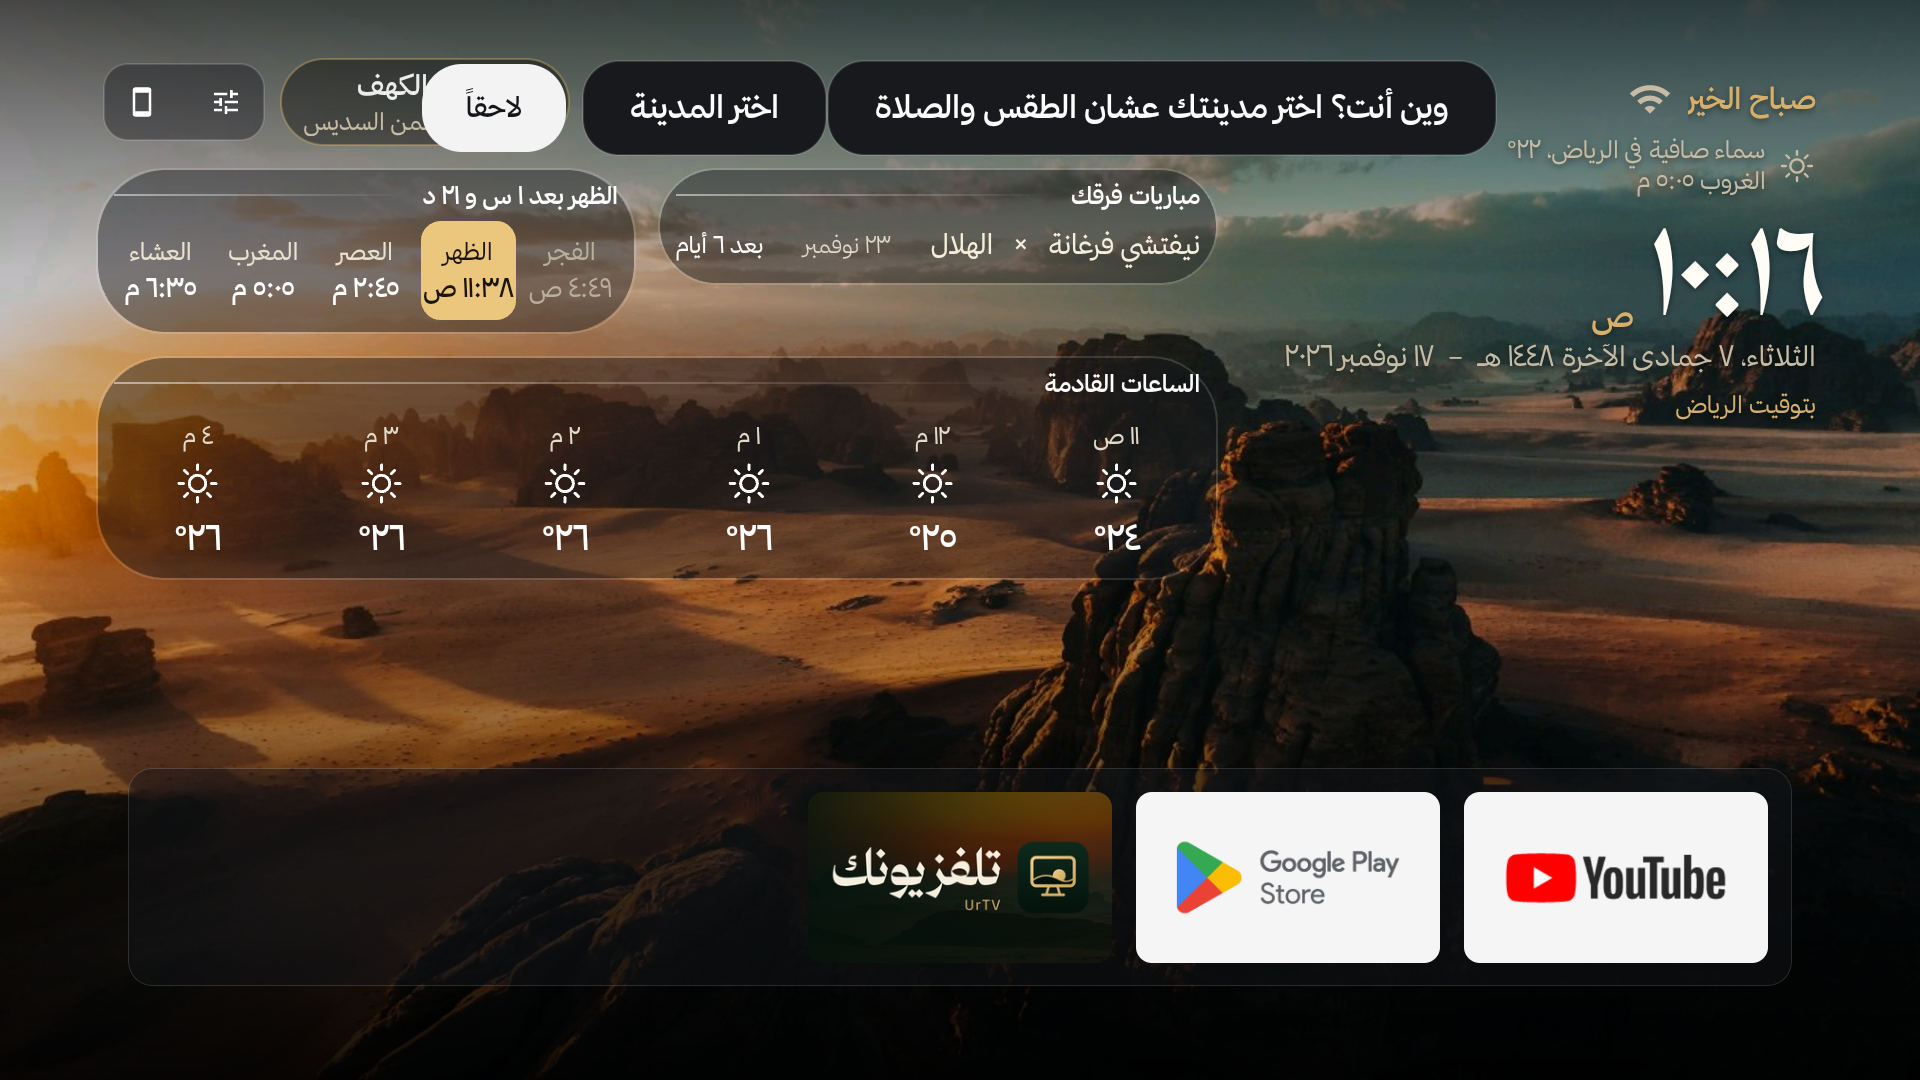 صباح الخير
سماء صافية في الرياض، ٢٢°
الغروب ٥:٠٥ م
١٠:١٦ ص
الثلاثاء، ٧ جمادى الآخرة ١٤٤٨ هـ – ١٧ نوفمبر ٢٠٢٦
بتوقيت الرياض
وين أنت؟ اختر مدينتك عشان الطقس والصلاة
اختر المدينة
لاحقاً
الكهف
السديس
مباريات فرقك
نيفتشي فرغانة × الهلال ٢٣ نوفمبر بعد ٦ أيام
الظهر بعد ١ س و ٢١ د
الفجر الظهر العصر المغرب العشاء
٤:٤٩ ص ١١:٣٨ ص ٢:٤٥ م ٥:٠٥ م ٦:٣٥ م
الساعات القادمة
١١ ص ١٢ م ١ م ٢ م ٣ م ٤ م
٢٤° ٢٥° ٢٦° ٢٦° ٢٦° ٢٦°
YouTube
Google Play
Store
تلفزيونك
UrTV